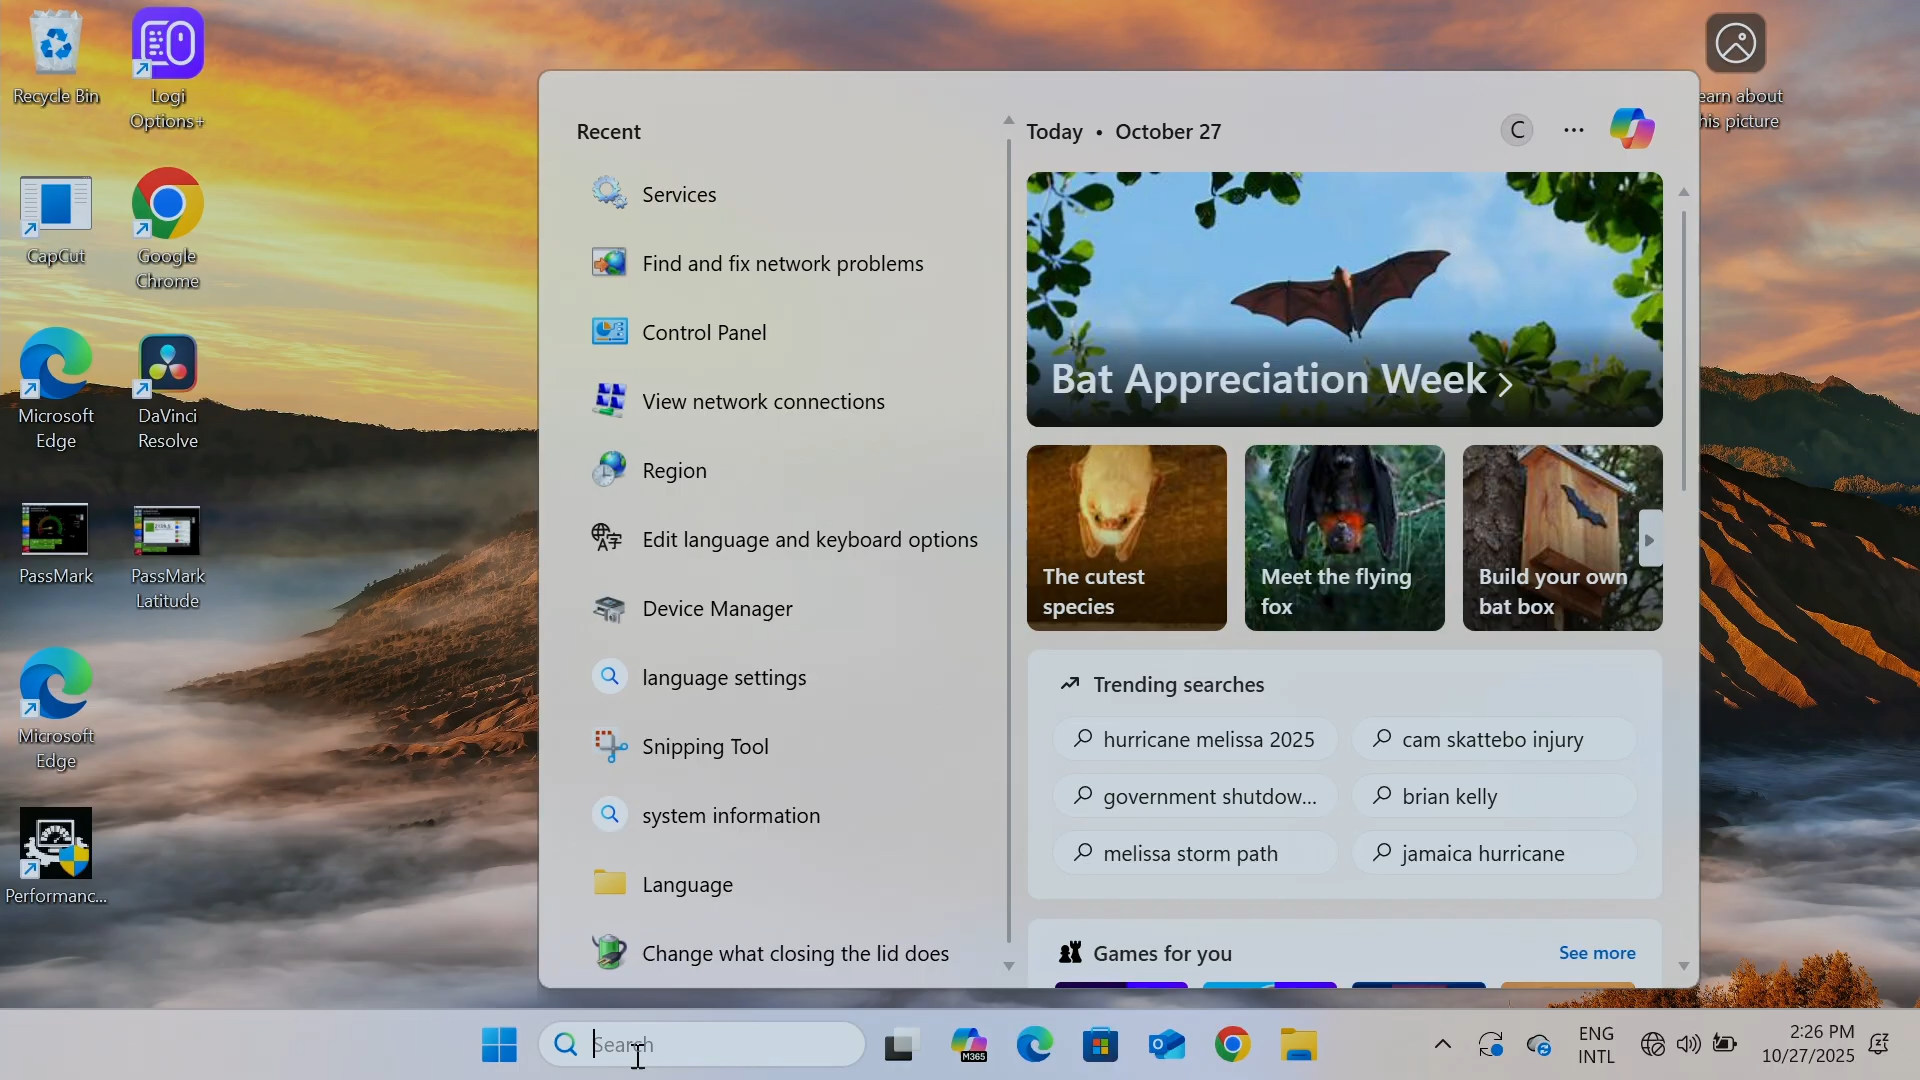 Recycle Bin
Logi
Options+
CapCut
Google
Chrome
Microsoft
Edge
DaVinci
Resolve
PassMark
PassMark
Latitude
Microsoft
Edge
Performanc...
Recent
Services
Find and fix network problems
Control Panel
View network connections
Region
Edit language and keyboard options
Device Manager
language settings
Snipping Tool
system information
Language
Change what closing the lid does
Today • October 27
C
...
Bat Appreciation Week
The cutest
species
Meet the flying
fox
Build your own
bat box
Trending searches
hurricane melissa 2025
cam skattebo injury
government shutdow...
brian kelly
melissa storm path
jamaica hurricane
Games for you
See more
earn about
his picture
Search
M365
ENG
INTL
2:26 PM
10/27/2025